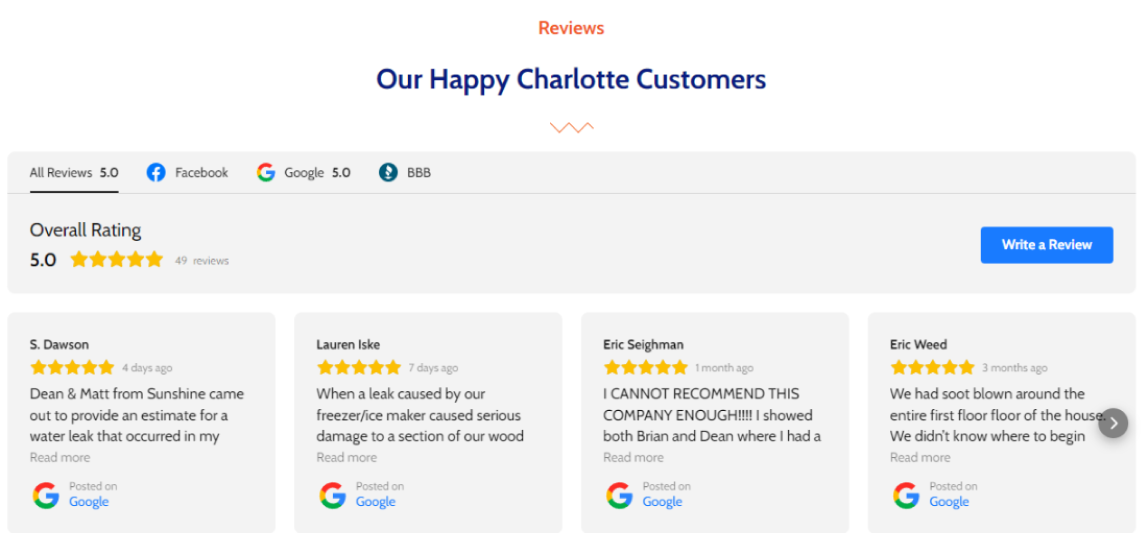 Reviews
Our Happy Charlotte Customers
All Reviews 5.0 Facebook Google 5.0 BBB
Overall Rating
5.0 49 reviews
Write a Review
S. Dawson
4 days ago
Dean & Matt from Sunshine came
out to provide an estimate for a
water leak that occurred in my
Read more
Posted on
Google
Lauren Iske
7 days ago
When a leak caused by our
freezer/ice maker caused serious
damage to a section of our wood
Read more
Posted on
Google
Eric Seighman
1 month ago
I CANNOT RECOMMEND THIS
COMPANY ENOUGH!!!! I showed
both Brian and Dean where I had a
Read more
Posted on
Google
Eric Weed
3 months ago
We had soot blown around the
entire first floor floor of the house.
We didn't know where to begin
Read more
Posted on
Google